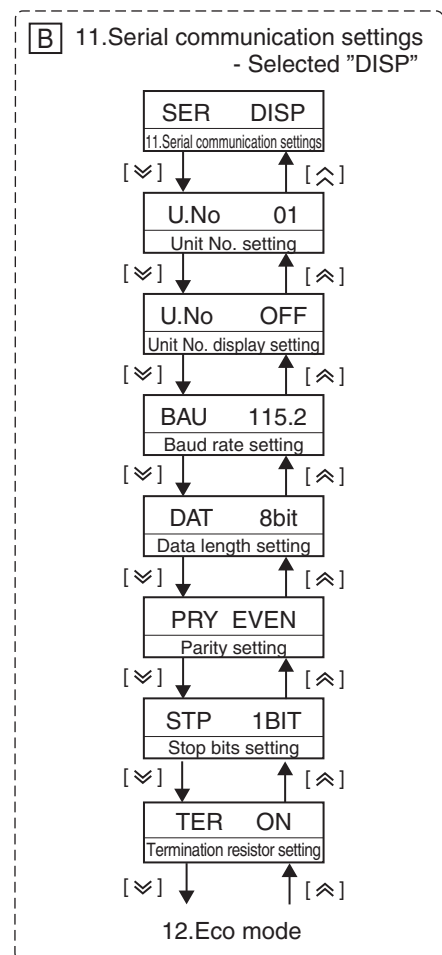 B 11.Serial communication settings
- Selected ”DISP”
SER DISP
11.Serial communication settings
[︾] [︽]
U.No 01
Unit No. setting
[︾] [︽]
U.No OFF
Unit No. display setting
[︾] [︽]
BAU 115.2
Baud rate setting
[︾] [︽]
DAT 8bit
Data length setting
[︾] [︽]
PRY EVEN
Parity setting
[︾] [︽]
STP 1BIT
Stop bits setting
[︾] [︽]
TER ON
Termination resistor setting
[︾] [︽]
12.Eco mode